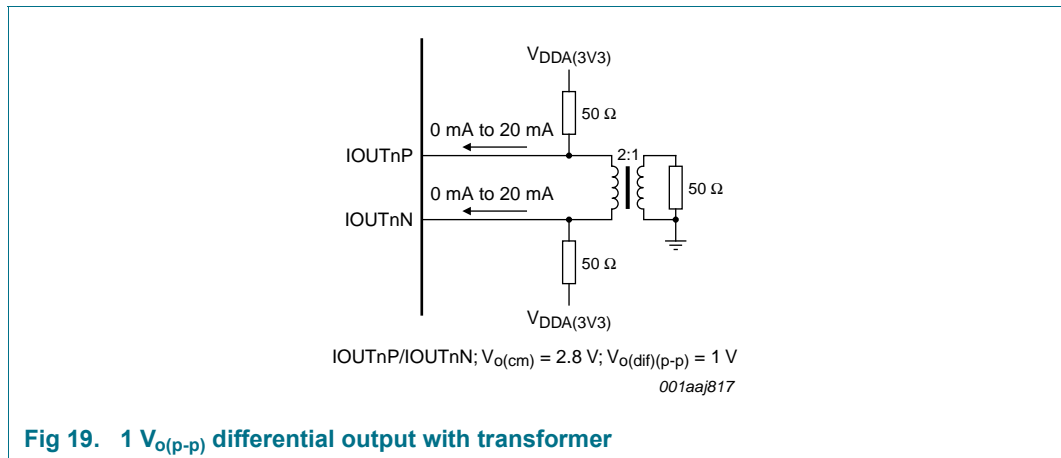 VDDA(3V3)
50 Ω
0 mA to 20 mA
IOUTnP
2:1
50 Ω
0 mA to 20 mA
IOUTnN
50 Ω
VDDA(3V3)
IOUTnP/IOUTnN; Vo(cm) = 2.8 V; Vo(dif)(p-p) = 1 V
001aaj817
Fig 19. 1 Vo(p-p) differential output with transformer